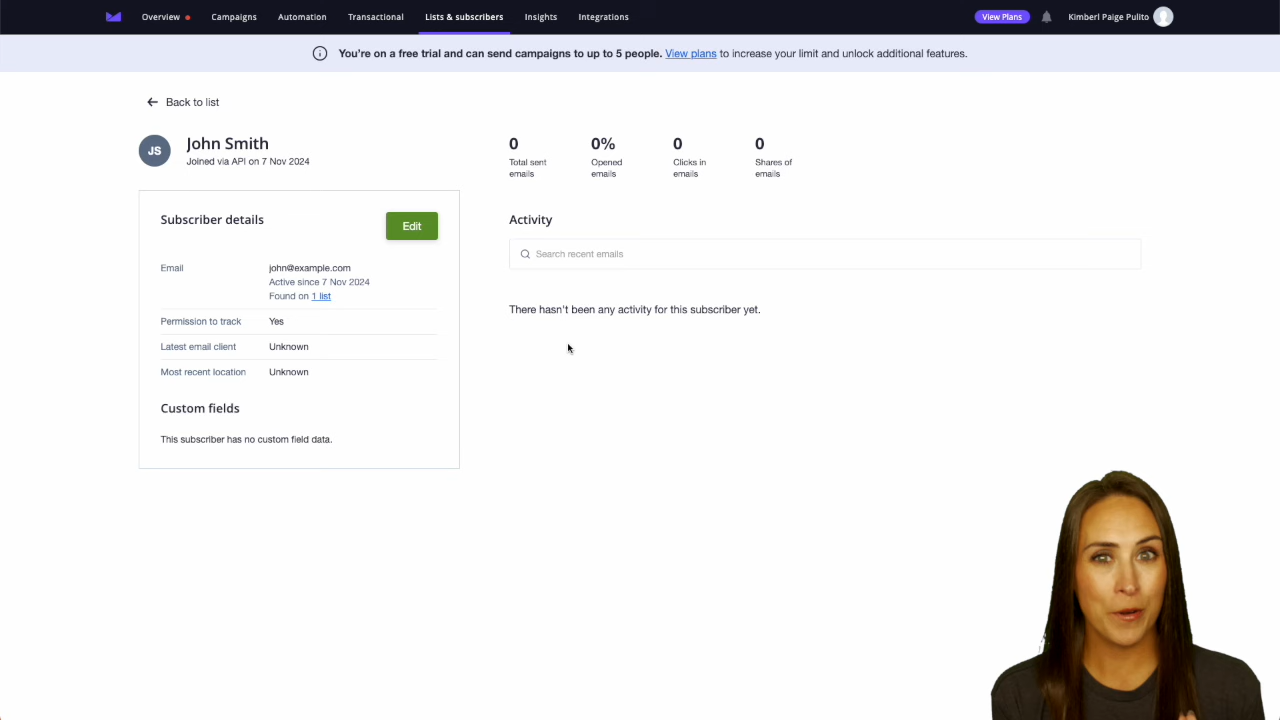 Overview Campaigns Automation Transactional Lists & subscribers Insights Integrations View Plans Kimberl Paige Pulito
You're on a free trial and can send campaigns to up to 5 people. View plans to increase your limit and unlock additional features.
Back to list
JS
John Smith
Joined via API on 7 Nov 2024
0 0% 0 0
Total sent emails
Opened emails
Clicks in emails
Shares of emails
Subscriber details
Edit
Email john@example.com
Active since 7 Nov 2024
Found on 1 list
Permission to track Yes
Latest email client Unknown
Most recent location Unknown
Custom fields
This subscriber has no custom field data.
Activity
Search recent emails
There hasn't been any activity for this subscriber yet.